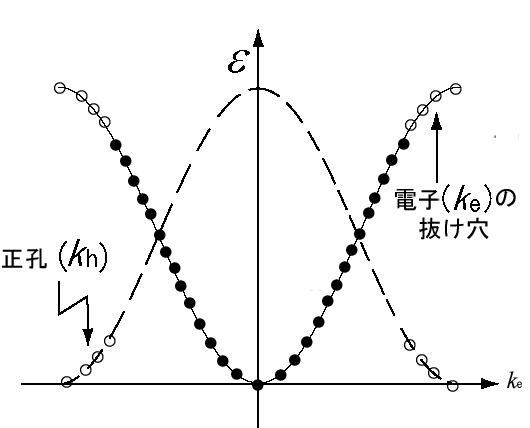 ε
電子(ke)の
抜け穴
正孔(kh)
ke